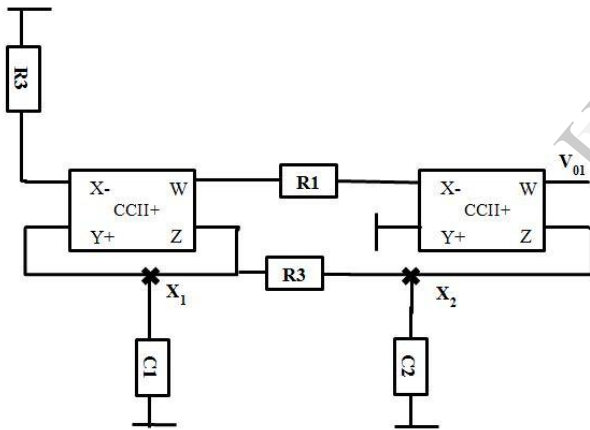 R3
X- W
CCII+
Y+ Z
R1
X- W
CCII+
Y+ Z
V01
R3
X1
X2
C1
C2